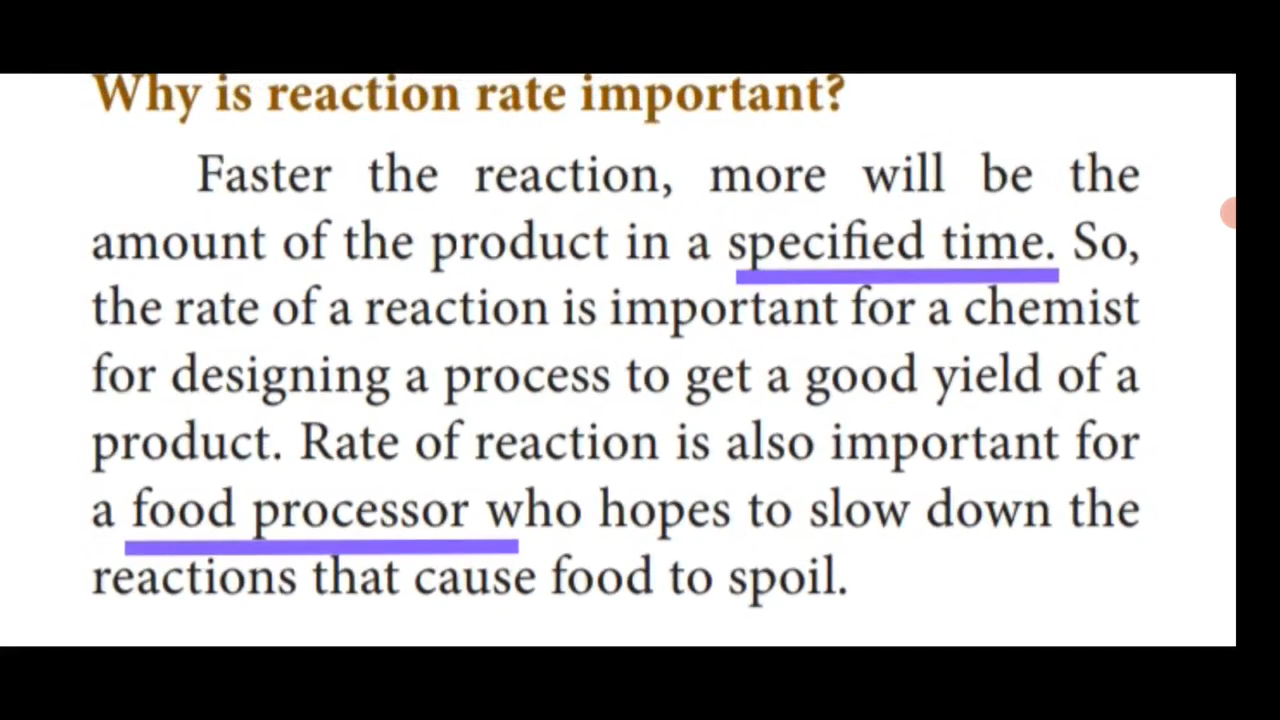 Why is reaction rate important?
Faster the reaction, more will be the
amount of the product in a specified time. So,
the rate of a reaction is important for a chemist
for designing a process to get a good yield of a
product. Rate of reaction is also important for
a food processor who hopes to slow down the
reactions that cause food to spoil.